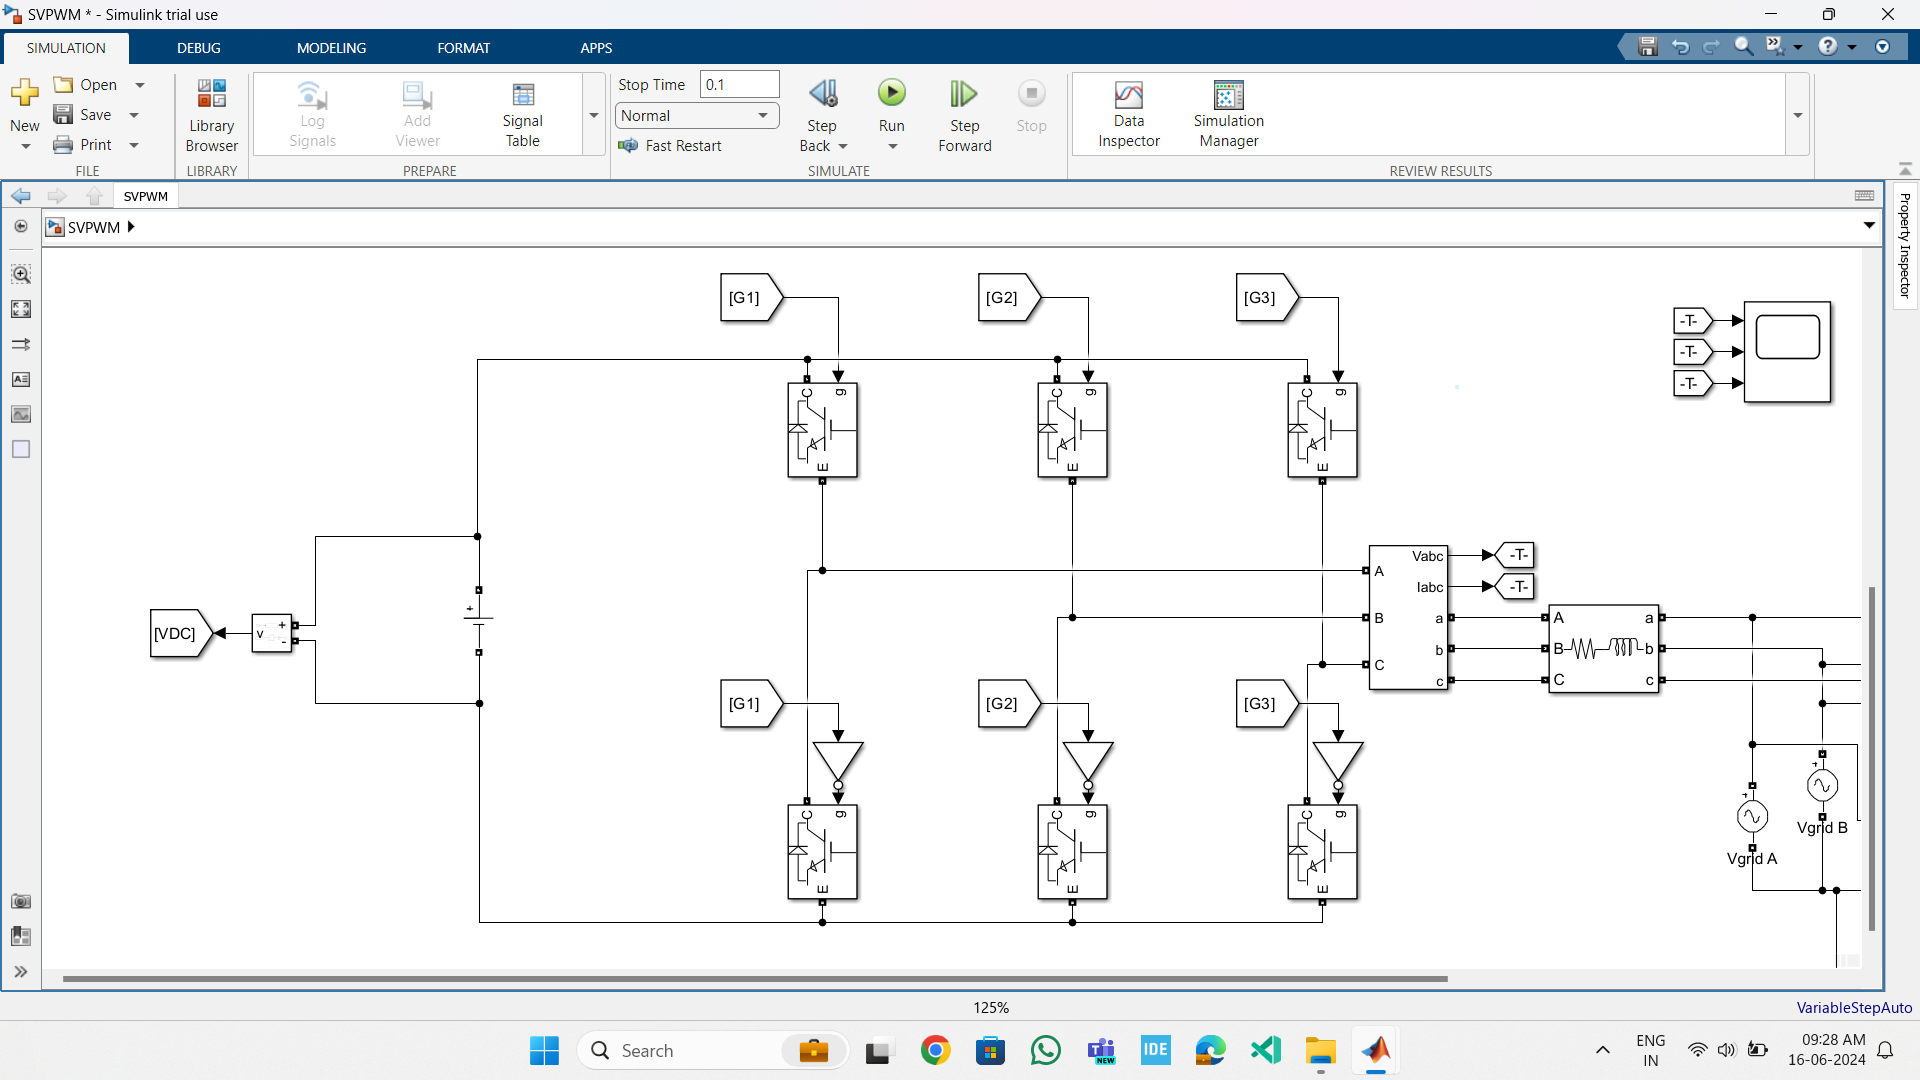 SVPWM * - Simulink trial use
SIMULATION DEBUG MODELING FORMAT APPS
New
Open
Save
Print
FILE
Library Browser
LIBRARY
Log Signals
Add Viewer
Signal Table
PREPARE
Stop Time 0.1
Normal
Fast Restart
Step Back
Run
Step Forward
Stop
SIMULATE
Data Inspector
Simulation Manager
REVIEW RESULTS
SVPWM
SVPWM
Property Inspector
[G1] [G2] [G3]
-T-
-T-
-T-
C g C g C g
E E E
Vabc -T-
A
Iabc -T-
B a A a
b B b
C c C c
[VDC] v + -
+
[G1] [G2] [G3]
C g C g C g
E E E
+
+
Vgrid B
Vgrid A
125%
VariableStepAuto
Search
NEW
IDE
ENG
IN
09:28 AM
16-06-2024